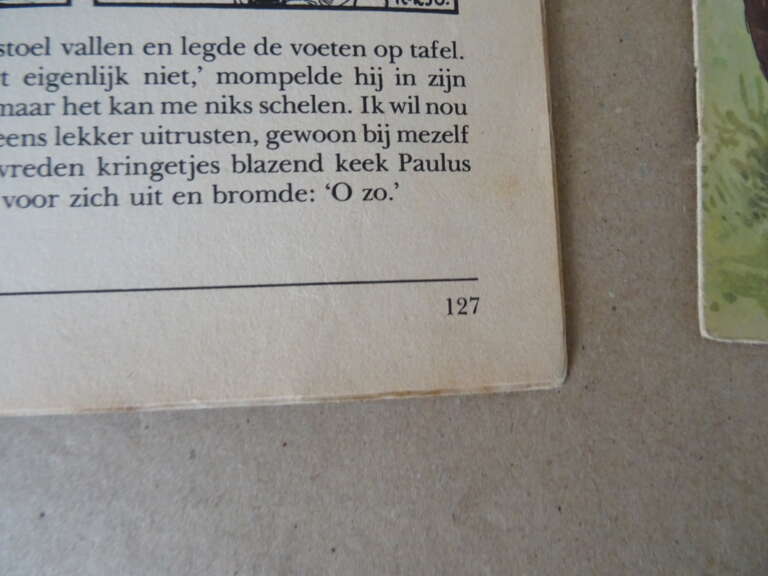 stoel vallen en legde de voeten op tafel.
t eigenlijk niet,’ mompelde hij in zijn
maar het kan me niks schelen. Ik wil nou
eens lekker uitrusten, gewoon bij mezelf
vreden kringetjes blazend keek Paulus
voor zich uit en bromde: ‘O zo.’
127